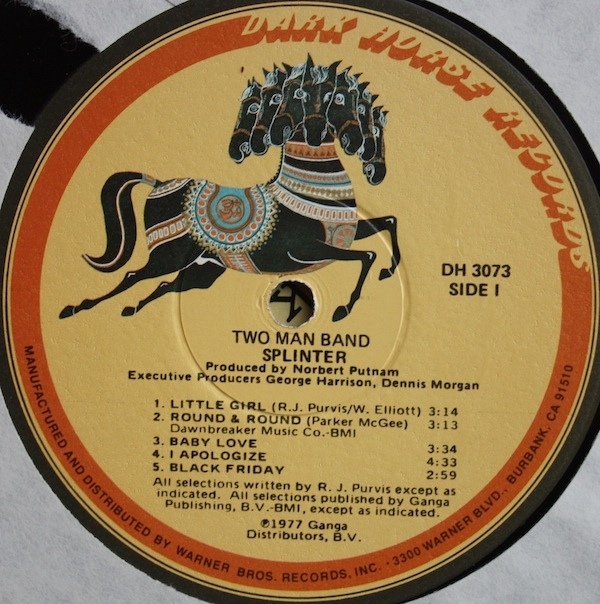 DARK HORSE RECORDS
DH 3073
SIDE 1
TWO MAN BAND
SPLINTER
Produced by Norbert Putnam
Executive Producers George Harrison, Dennis Morgan
1. LITTLE GIRL (R.J. Purvis/W. Elliott) 3:14
2. ROUND & ROUND (Parker McGee) 3:13
Dawnbreaker Music Co.-BMI
3. BABY LOVE 3:34
4. I APOLOGIZE 4:33
5. BLACK FRIDAY 2:59
All selections written by R. J. Purvis except as
indicated. All selections published by Ganga
Publishing, B.V.-BMI, except as indicated.
℗1977 Ganga
Distributors, B.V.
MANUFACTURED AND DISTRIBUTED BY WARNER BROS. RECORDS, INC. · 3300 WARNER BLVD., BURBANK, CA 91510